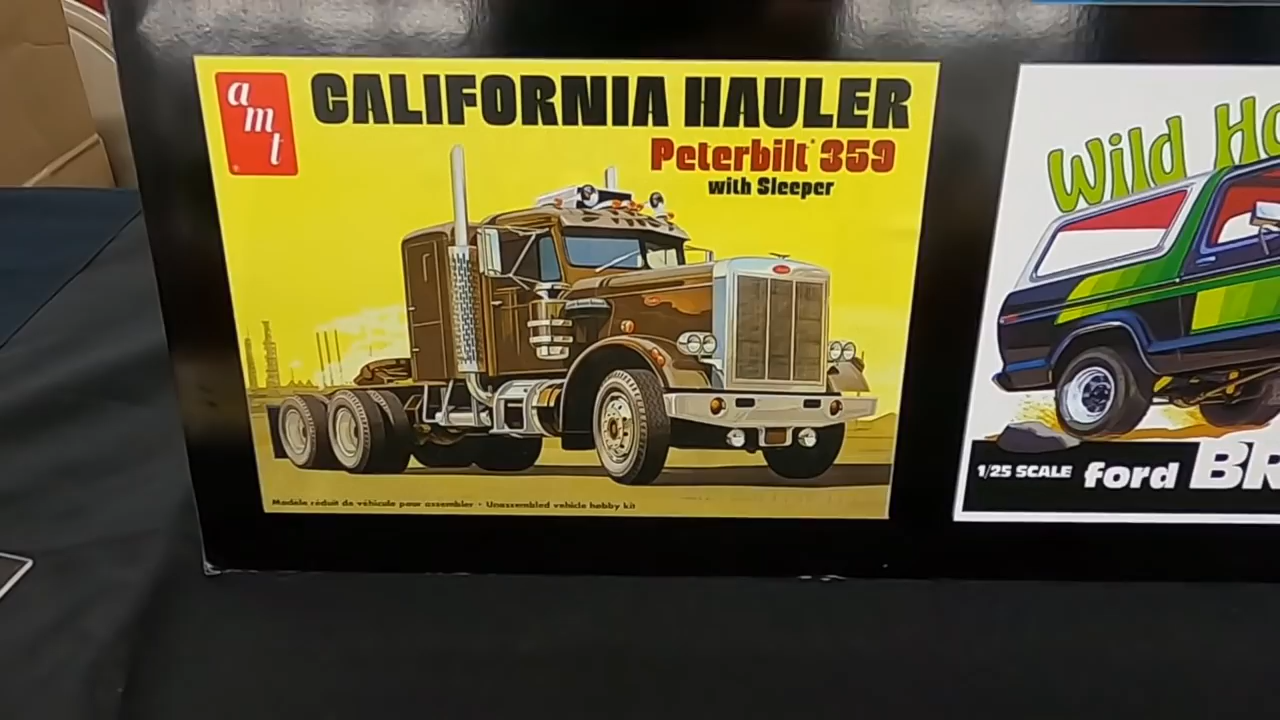 amt
CALIFORNIA HAULER
Peterbilt® 359
with Sleeper
Modèle réduit de véhicule pour assembler • Unassembled vehicle hobby kit
Wild Ho
1/25 SCALE ford BR